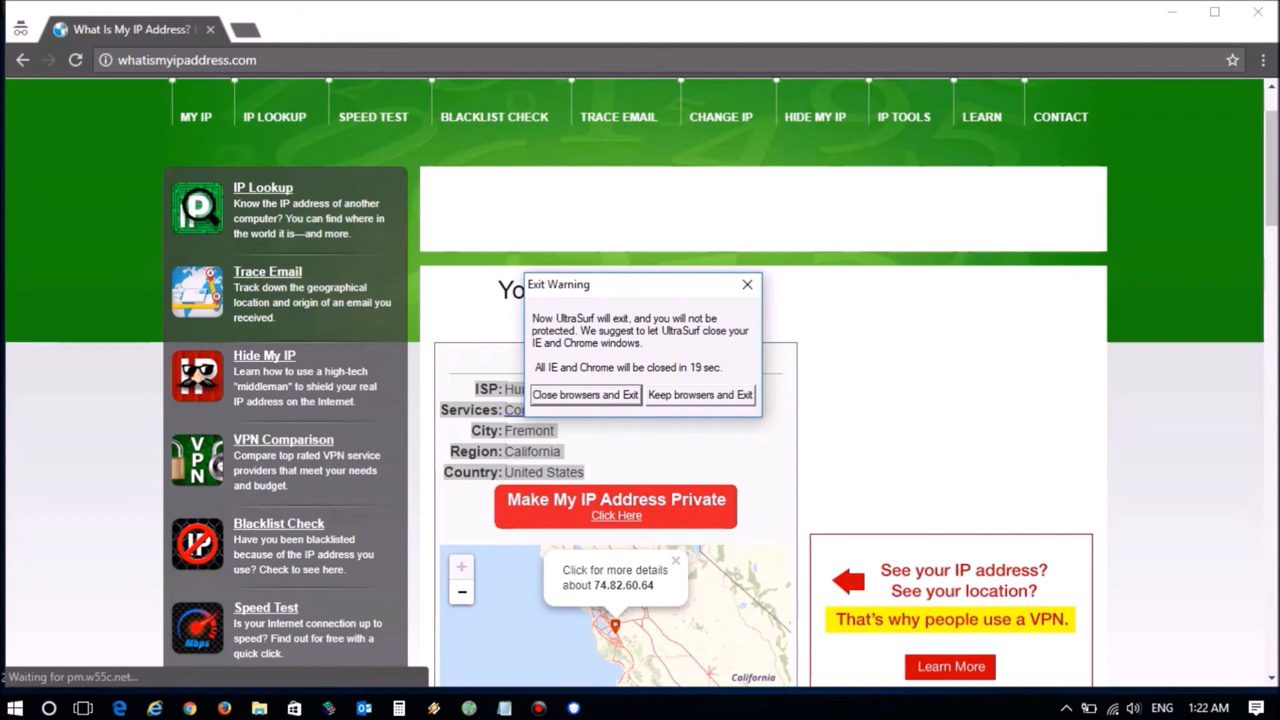 What Is My IP Address?
whatismyipaddress.com
MY IP
IP LOOKUP
SPEED TEST
BLACKLIST CHECK
TRACE EMAIL
CHANGE IP
HIDE MY IP
IP TOOLS
LEARN
CONTACT
IP Lookup
Know the IP address of another
computer? You can find where in
the world it is—and more.
Trace Email
Track down the geographical
location and origin of an email you
received.
Hide My IP
Learn how to use a high-tech
"middleman" to shield your real
IP address on the Internet.
VPN
VPN Comparison
Compare top rated VPN service
providers that meet your needs
and budget.
IP
Blacklist Check
Have you been blacklisted
because of the IP address you
use? Check to see here.
Mbps
Speed Test
Is your Internet connection up to
speed? Find out for free with a
quick click.
Waiting for pm.w55c.net...
Yo
Exit Warning
Now UltraSurf will exit, and you will not be
protected. We suggest to let UltraSurf close your
IE and Chrome windows.
All IE and Chrome will be closed in 19 sec.
Close browsers and Exit
Keep browsers and Exit
ISP: Hur
Services: Co
City: Fremont
Region: California
Country: United States
Make My IP Address Private
Click Here
+
−
Click for more details
about 74.82.60.64
California
See your IP address?
See your location?
That's why people use a VPN.
Learn More
ENG
1:22 AM